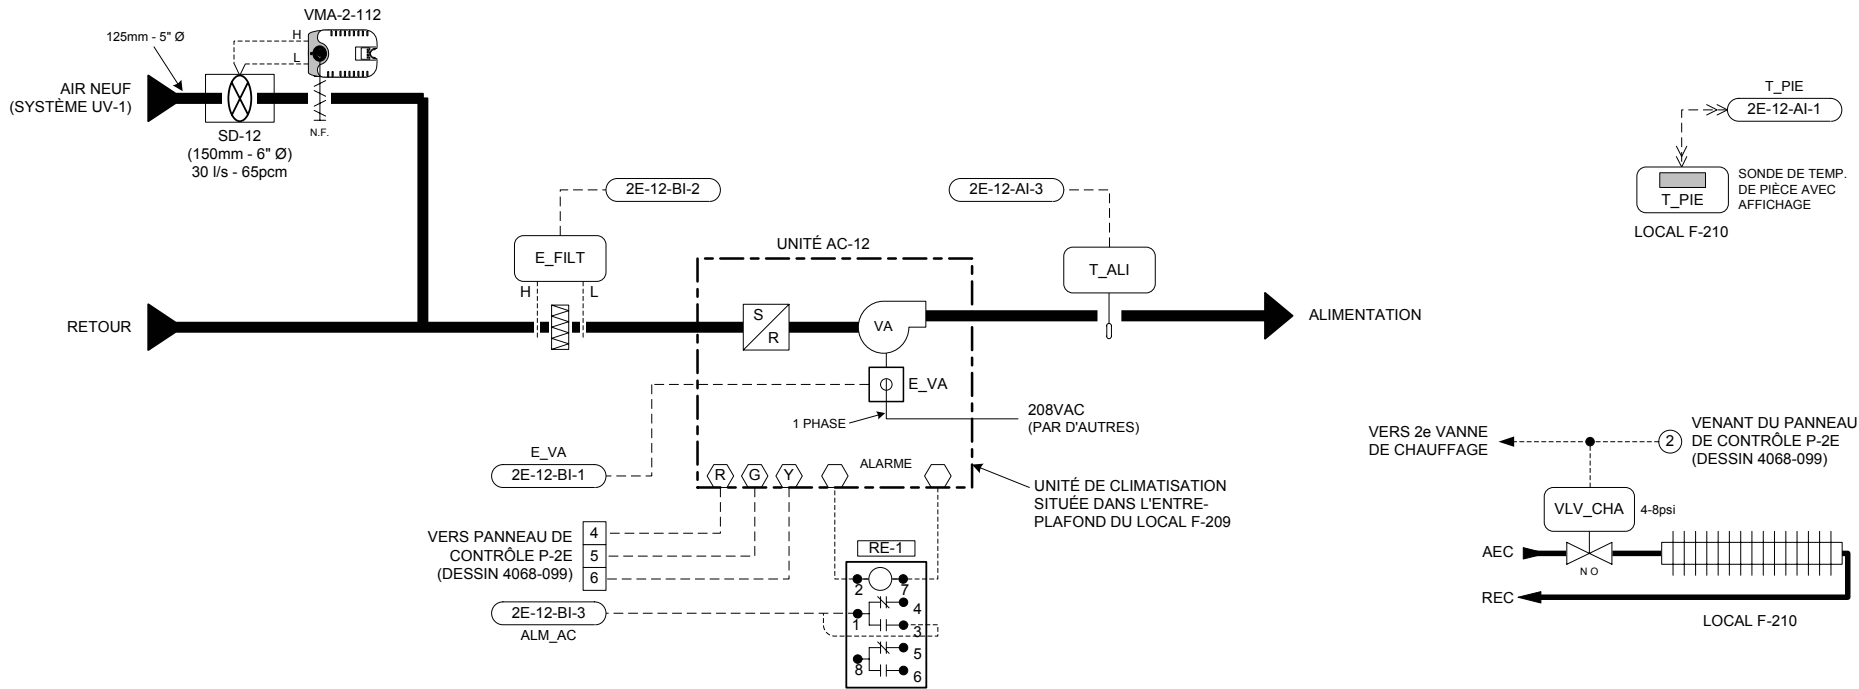 VMA-2-112
125mm - 5" Ø
H
L
AIR NEUF
(SYSTÈME UV-1)
N.F.
SD-12
(150mm - 6" Ø)
30 l/s - 65pcm
T_PIE
2E-12-AI-1
SONDE DE TEMP.
DE PIÈCE AVEC
AFFICHAGE
T_PIE
LOCAL F-210
2E-12-BI-2
2E-12-AI-3
E_FILT
H
L
UNITÉ AC-12
T_ALI
RETOUR
S
R
VA
ALIMENTATION
E_VA
1 PHASE
208VAC
(PAR D'AUTRES)
E_VA
2E-12-BI-1
ALARME
R
G
Y
UNITÉ DE CLIMATISATION
SITUÉE DANS L'ENTRE-
PLAFOND DU LOCAL F-209
VERS PANNEAU DE
CONTRÔLE P-2E
(DESSIN 4068-099)
4
5
6
RE-1
2
7
4
1
3
5
8
6
2E-12-BI-3
ALM_AC
VERS 2e VANNE
DE CHAUFFAGE
2
VENANT DU PANNEAU
DE CONTRÔLE P-2E
(DESSIN 4068-099)
VLV_CHA
4-8psi
AEC
N O
REC
LOCAL F-210